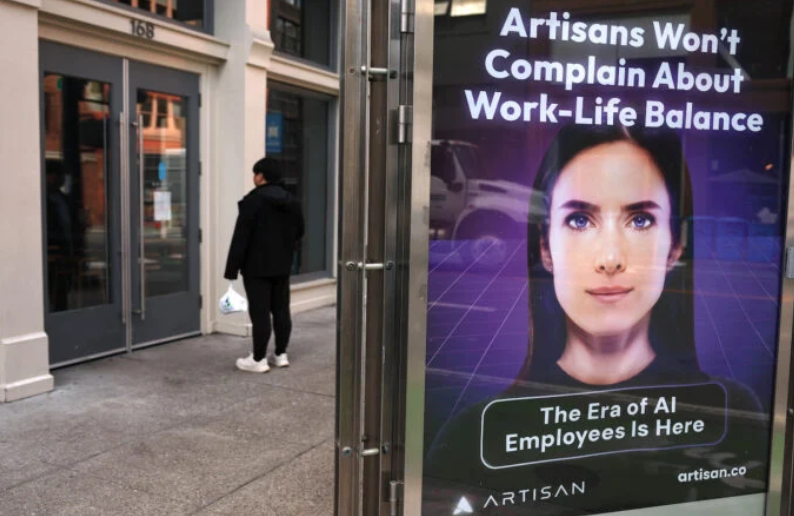 168
Artisans Won't
Complain About
Work-Life Balance
The Era of AI
Employees Is Here
ARTISAN
artisan.co